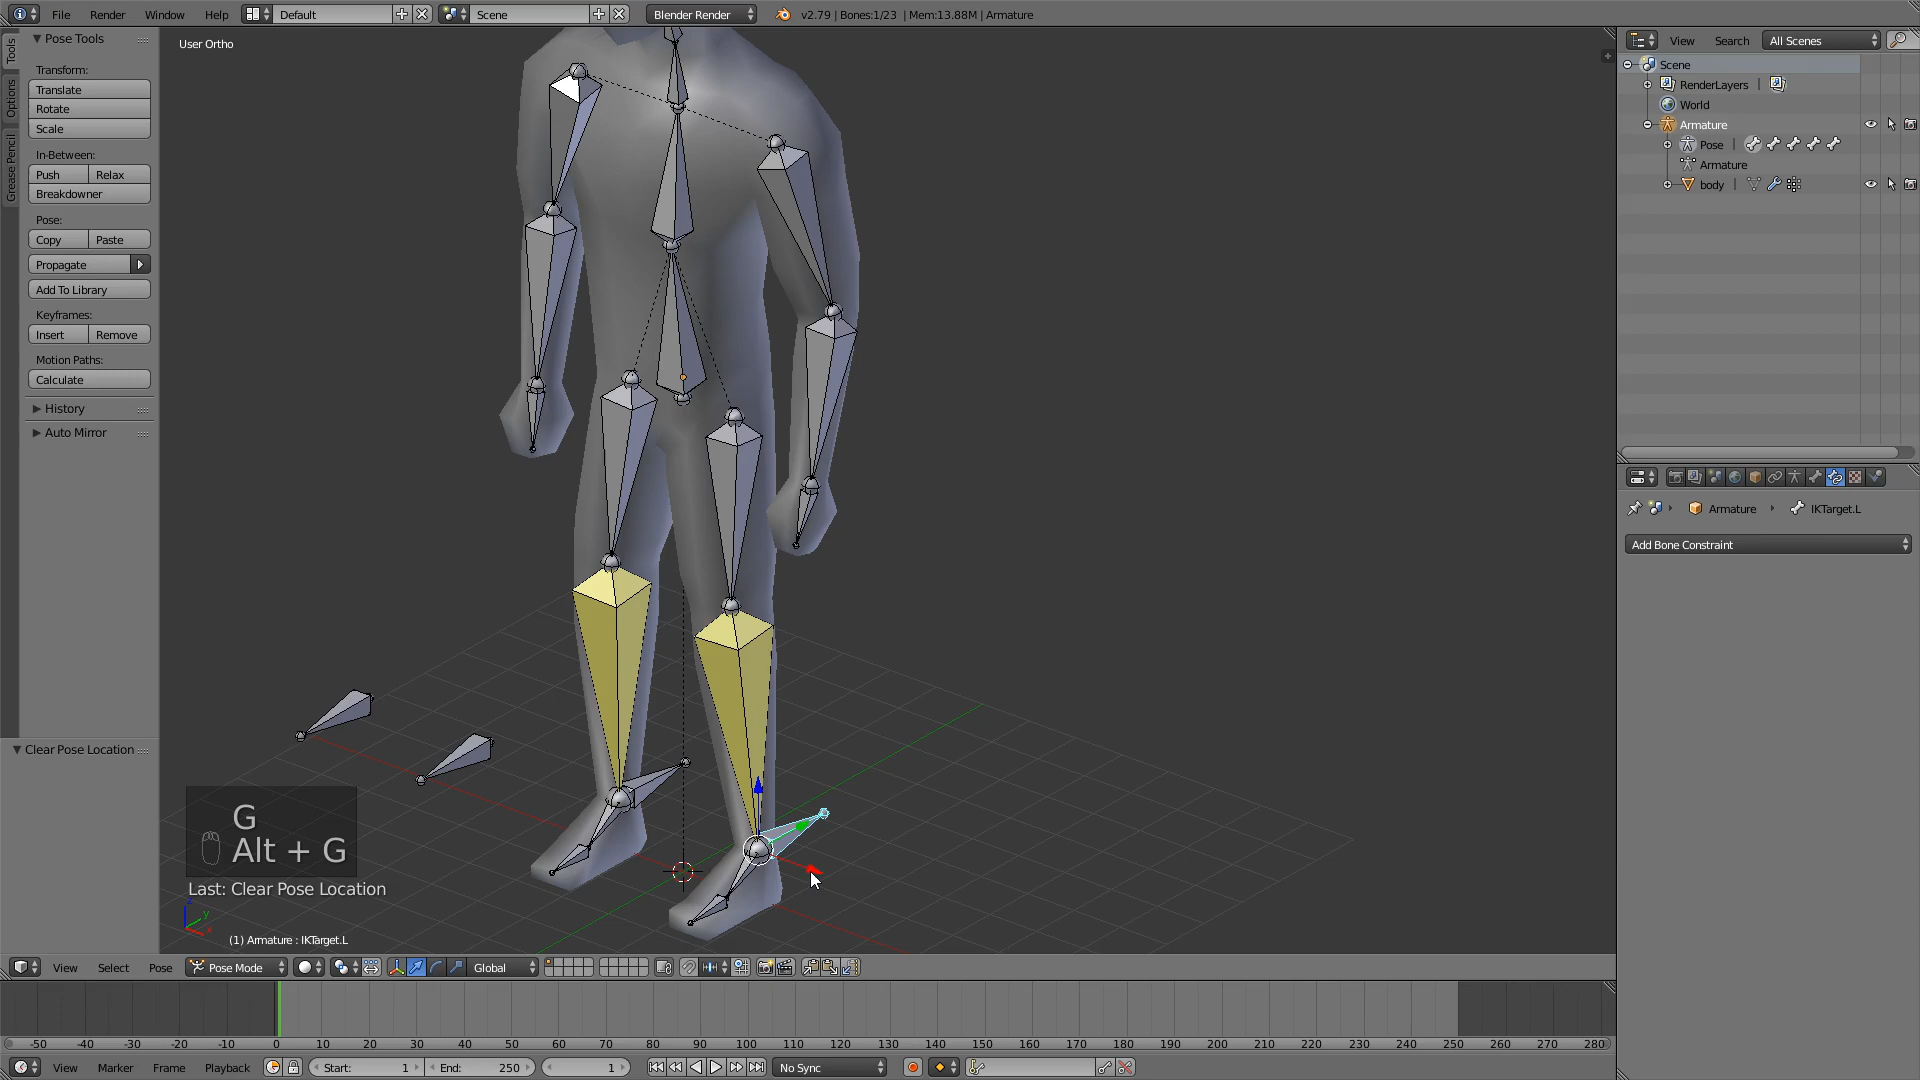 File Render Window Help Default Scene Blender Render v2.79 | Bones:1/23 | Mem:13.88M | Armature
Tools
Options
Grease Pencil
Pose Tools
Transform:
Translate
Rotate
Scale
In-Between:
Push Relax
Breakdowner
Pose:
Copy Paste
Propagate
Add To Library
Keyframes:
Insert Remove
Motion Paths:
Calculate
History
Auto Mirror
Clear Pose Location
User Ortho
G
Alt + G
Last: Clear Pose Location
z
y
x
(1) Armature : IKTarget.L
View Select Pose Pose Mode Global
-50 -40 -30 -20 -10 0 10 20 30 40 50 60 70 80 90 100 110 120 130 140 150 160 170 180 190 200 210 220 230 240 250 260 270 280
View Marker Frame Playback Start: 1 End: 250 1 No Sync
View Search All Scenes
Scene
RenderLayers |
World
Armature
Pose |
Armature
body |
Armature IKTarget.L
Add Bone Constraint